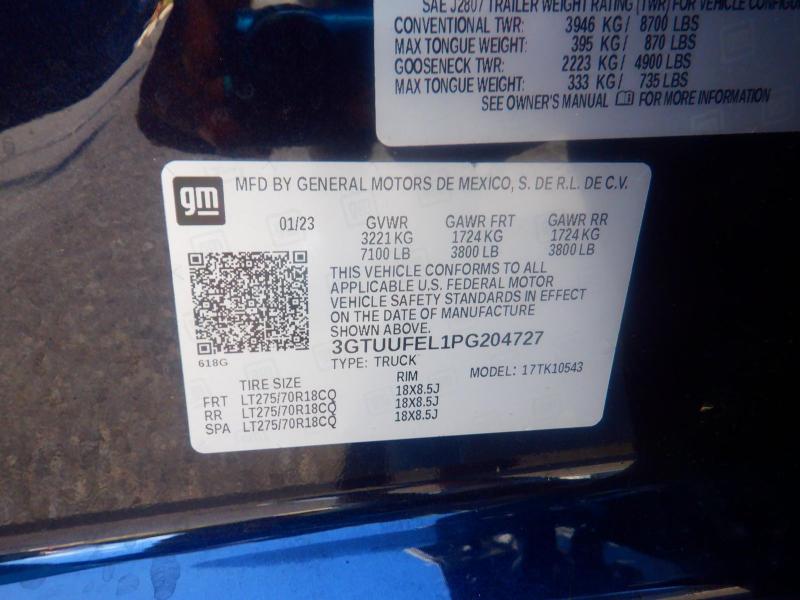 SAE J2807 TRAILER WEIGHT RATING (TWR) FOR VEHICLE CONFIGU
CONVENTIONAL TWR: 3946 KG / 8700 LBS
MAX TONGUE WEIGHT: 395 KG / 870 LBS
GOOSENECK TWR: 2223 KG / 4900 LBS
MAX TONGUE WEIGHT: 333 KG / 735 LBS
SEE OWNER'S MANUAL FOR MORE INFORMATION
gm MFD BY GENERAL MOTORS DE MEXICO, S. DE R.L. DE C.V.
01/23 GVWR GAWR FRT GAWR RR
3221 KG 1724 KG 1724 KG
7100 LB 3800 LB 3800 LB
THIS VEHICLE CONFORMS TO ALL
APPLICABLE U.S. FEDERAL MOTOR
VEHICLE SAFETY STANDARDS IN EFFECT
ON THE DATE OF MANUFACTURE
SHOWN ABOVE.
3GTUUFEL1PG204727
618G
TYPE: TRUCK
MODEL: 17TK10543
TIRE SIZE RIM
FRT LT275/70R18CQ 18X8.5J
RR LT275/70R18CQ 18X8.5J
SPA LT275/70R18CQ 18X8.5J